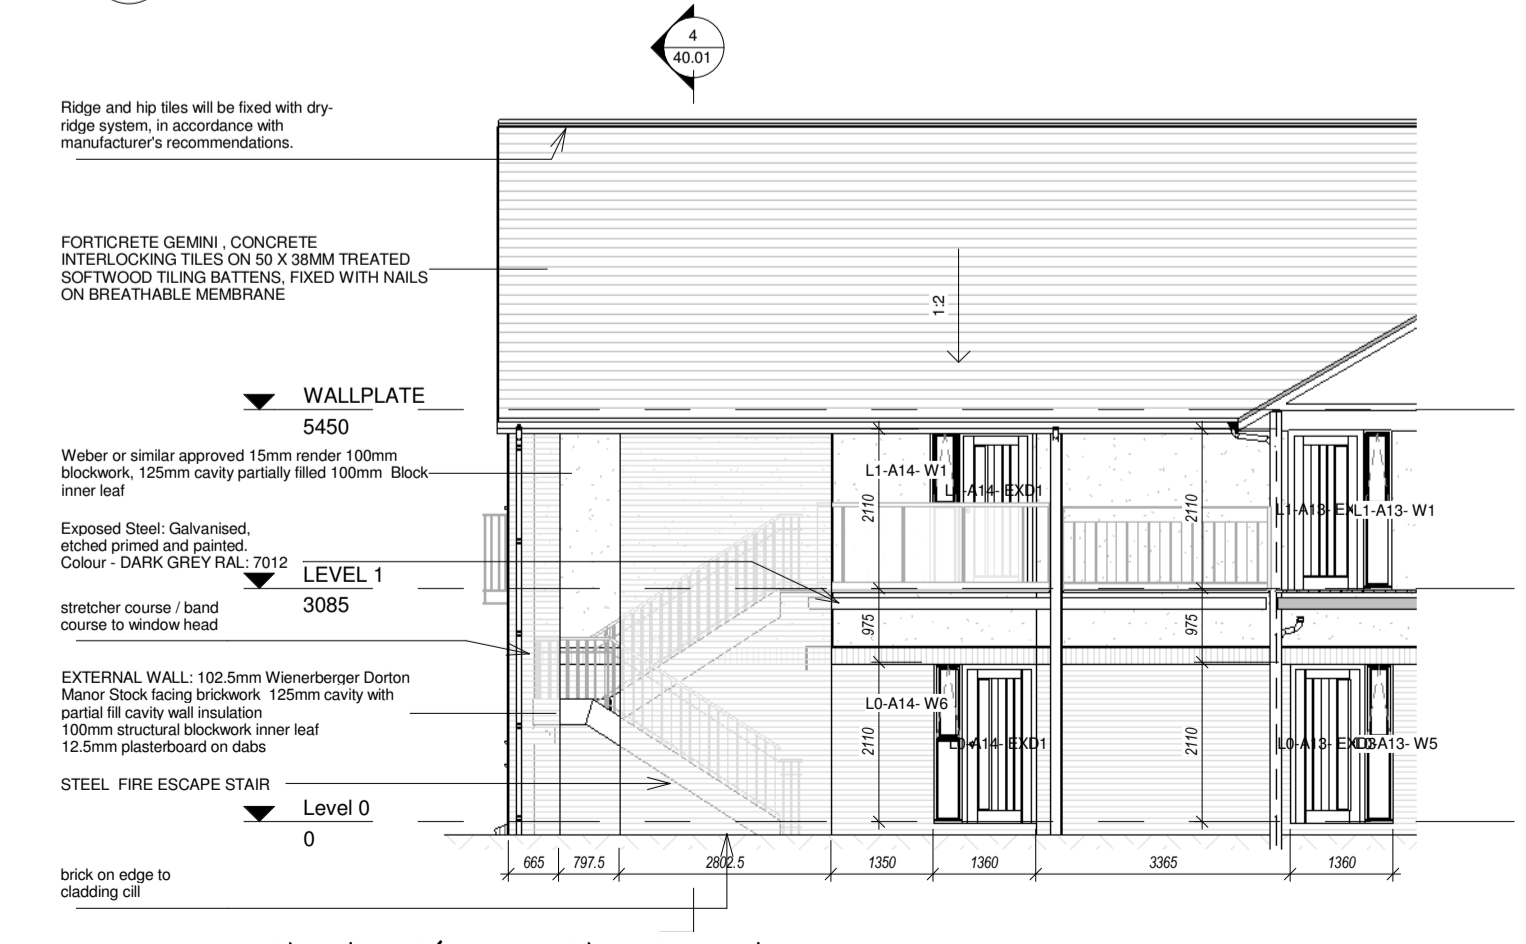 4
40.01
Ridge and hip tiles will be fixed with dry-
ridge system, in accordance with
manufacturer's recommendations.
FORTICRETE GEMINI , CONCRETE
INTERLOCKING TILES ON 50 X 38MM TREATED
SOFTWOOD TILING BATTENS, FIXED WITH NAILS
ON BREATHABLE MEMBRANE
1:2
WALLPLATE
5450
Weber or similar approved 15mm render 100mm
blockwork, 125mm cavity partially filled 100mm Block
inner leaf
L1-A14- W1
L1-A14- EXD1
2110
2110
L1-A13- EX
L1-A13- W1
Exposed Steel: Galvanised,
etched primed and painted.
Colour - DARK GREY RAL: 7012
LEVEL 1
3085
stretcher course / band
course to window head
975
975
EXTERNAL WALL: 102.5mm Wienerberger Dorton
Manor Stock facing brickwork 125mm cavity with
partial fill cavity wall insulation
100mm structural blockwork inner leaf
12.5mm plasterboard on dabs
L0-A14- W6
L0-A14- EXD1
2110
2110
L0-A13- EXD
L0-A13- W5
STEEL FIRE ESCAPE STAIR
Level 0
0
665
797.5
2802.5
1350
1360
3365
1360
brick on edge to
cladding cill